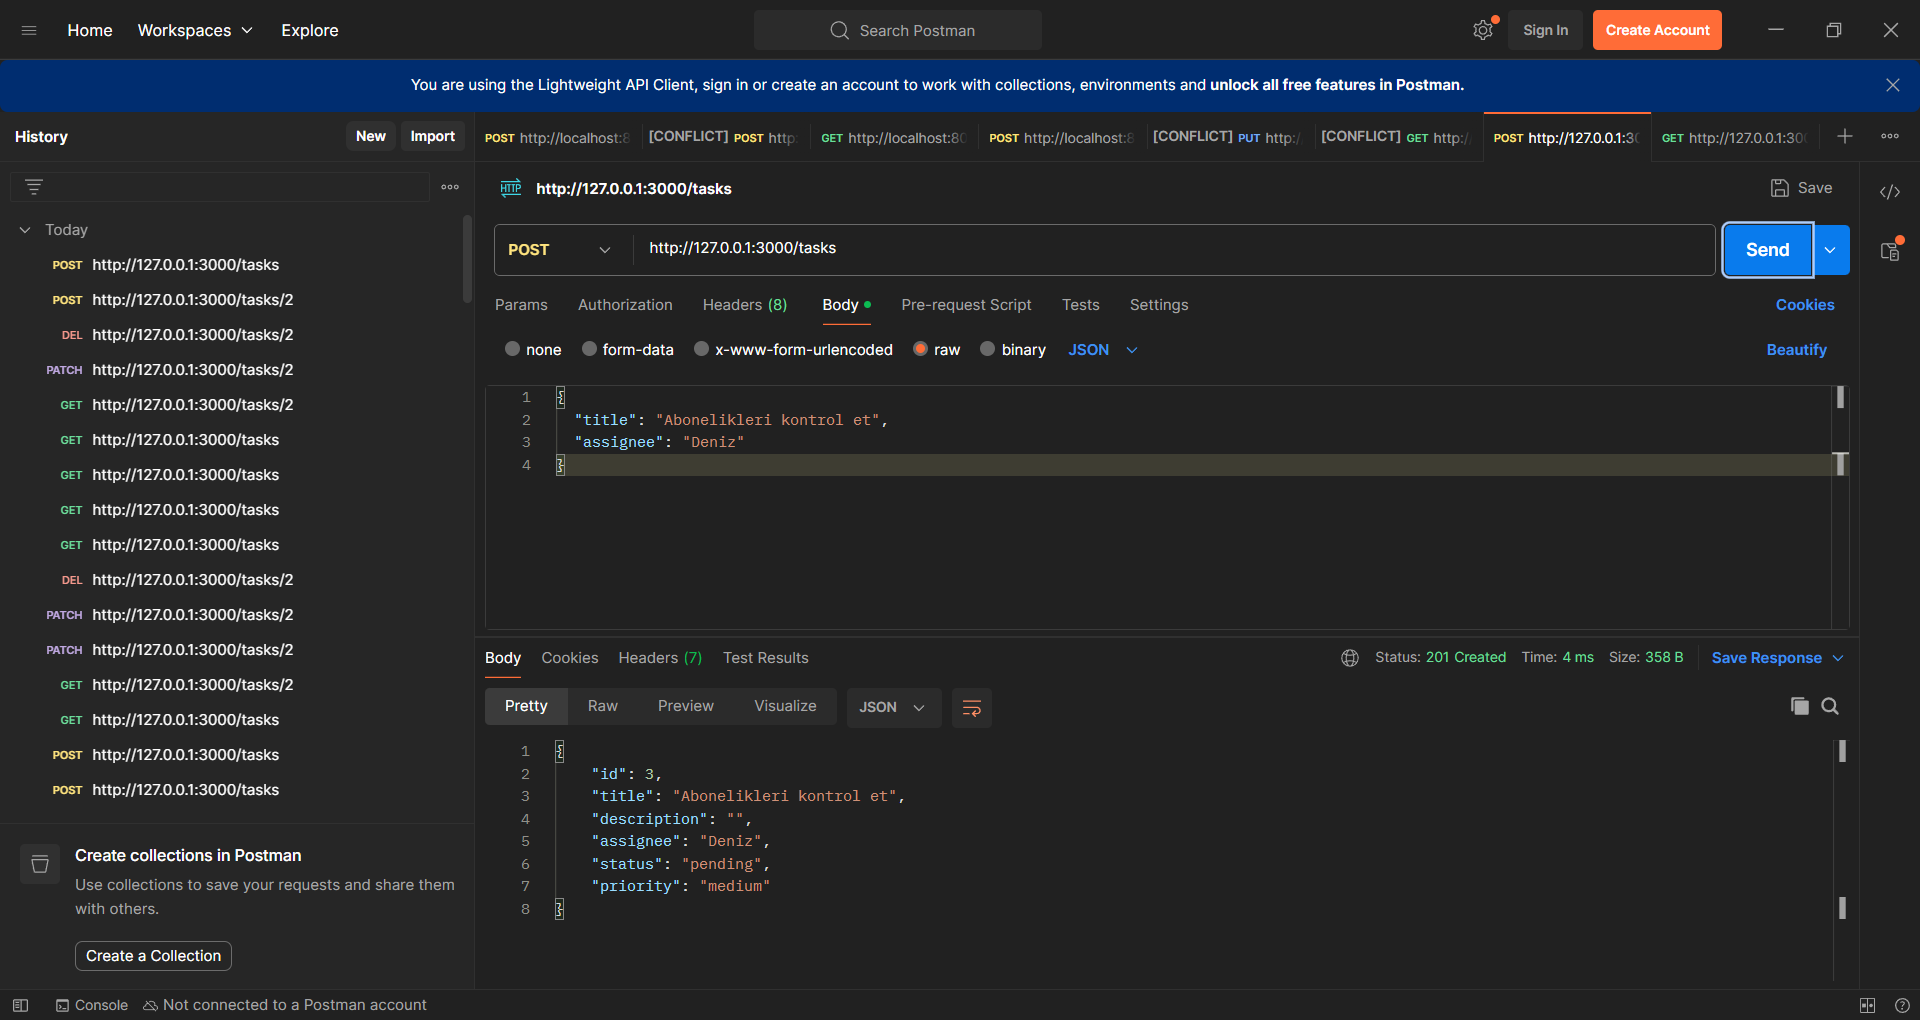 Home Workspaces Explore Search Postman Sign In Create Account
You are using the Lightweight API Client, sign in or create an account to work with collections, environments and unlock all free features in Postman.
History New Import
POST http://localhost:8 [CONFLICT] POST http: GET http://localhost:80 POST http://localhost:8 [CONFLICT] PUT http:/ [CONFLICT] GET http:/ POST http://127.0.0.1:30 GET http://127.0.0.1:300
HTTP http://127.0.0.1:3000/tasks Save
Today
POST http://127.0.0.1:3000/tasks
POST http://127.0.0.1:3000/tasks/2
DEL http://127.0.0.1:3000/tasks/2
PATCH http://127.0.0.1:3000/tasks/2
GET http://127.0.0.1:3000/tasks/2
GET http://127.0.0.1:3000/tasks
GET http://127.0.0.1:3000/tasks
GET http://127.0.0.1:3000/tasks
GET http://127.0.0.1:3000/tasks
DEL http://127.0.0.1:3000/tasks/2
PATCH http://127.0.0.1:3000/tasks/2
PATCH http://127.0.0.1:3000/tasks/2
GET http://127.0.0.1:3000/tasks/2
GET http://127.0.0.1:3000/tasks
POST http://127.0.0.1:3000/tasks
POST http://127.0.0.1:3000/tasks
Create collections in Postman
Use collections to save your requests and share them
with others.
Create a Collection
POST http://127.0.0.1:3000/tasks Send
Params Authorization Headers (8) Body Pre-request Script Tests Settings Cookies
none form-data x-www-form-urlencoded raw binary JSON Beautify
1 {
2 "title": "Abonelikleri kontrol et",
3 "assignee": "Deniz"
4 }
Body Cookies Headers (7) Test Results Status: 201 Created Time: 4 ms Size: 358 B Save Response
Pretty Raw Preview Visualize JSON
1 {
2 "id": 3,
3 "title": "Abonelikleri kontrol et",
4 "description": "",
5 "assignee": "Deniz",
6 "status": "pending",
7 "priority": "medium"
8 }
Console Not connected to a Postman account